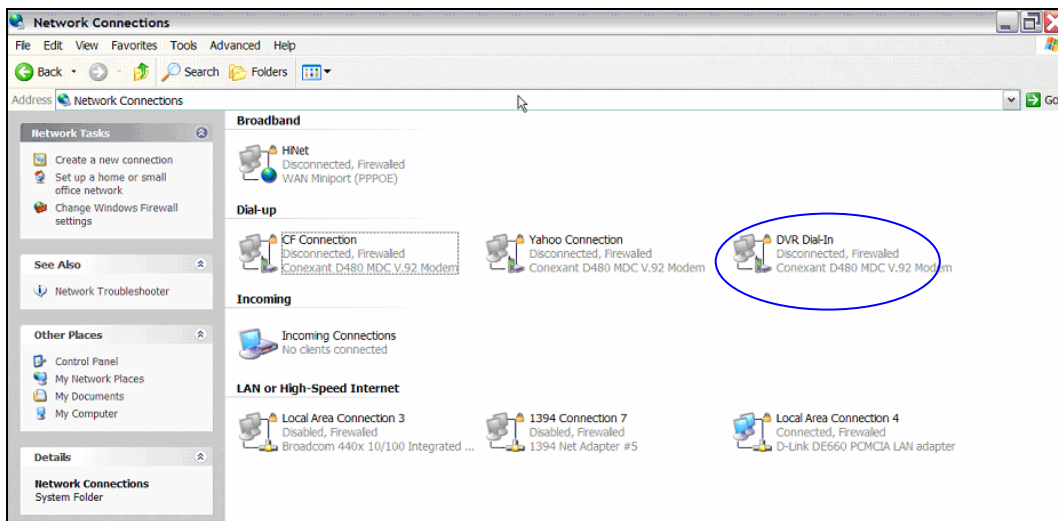 Network Connections
File Edit View Favorites Tools Advanced Help
Back Search Folders
Address Network Connections Go
Network Tasks
Create a new connection
Set up a home or small
office network
Change Windows Firewall
settings
See Also
Network Troubleshooter
Other Places
Control Panel
My Network Places
My Documents
My Computer
Details
Network Connections
System Folder
Broadband
HiNet
Disconnected, Firewalled
WAN Miniport (PPPOE)
Dial-up
CF Connection
Disconnected, Firewalled
Conexant D480 MDC V.92 Modem
Yahoo Connection
Disconnected, Firewalled
Conexant D480 MDC V.92 Modem
DVR Dial-In
Disconnected, Firewalled
Conexant D480 MDC V.92 Modem
Incoming
Incoming Connections
No clients connected
LAN or High-Speed Internet
Local Area Connection 3
Disabled, Firewalled
Broadcom 440x 10/100 Integrated ...
1394 Connection 7
Disabled, Firewalled
1394 Net Adapter #5
Local Area Connection 4
Connected, Firewalled
D-Link DE660 PCMCIA LAN adapter